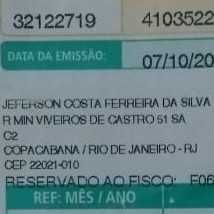 32122719 4103522
DATA DA EMISSÃO: 07/10/20
JEFERSON COSTA FERREIRA DA SILVA
R MIN VIVEIROS DE CASTRO 51 SA
C2
COPACABANA / RIO DE JANEIRO - RJ
CEP 22021-010
RESERVADO AO FISCO: F06
REF: MÊS / ANO